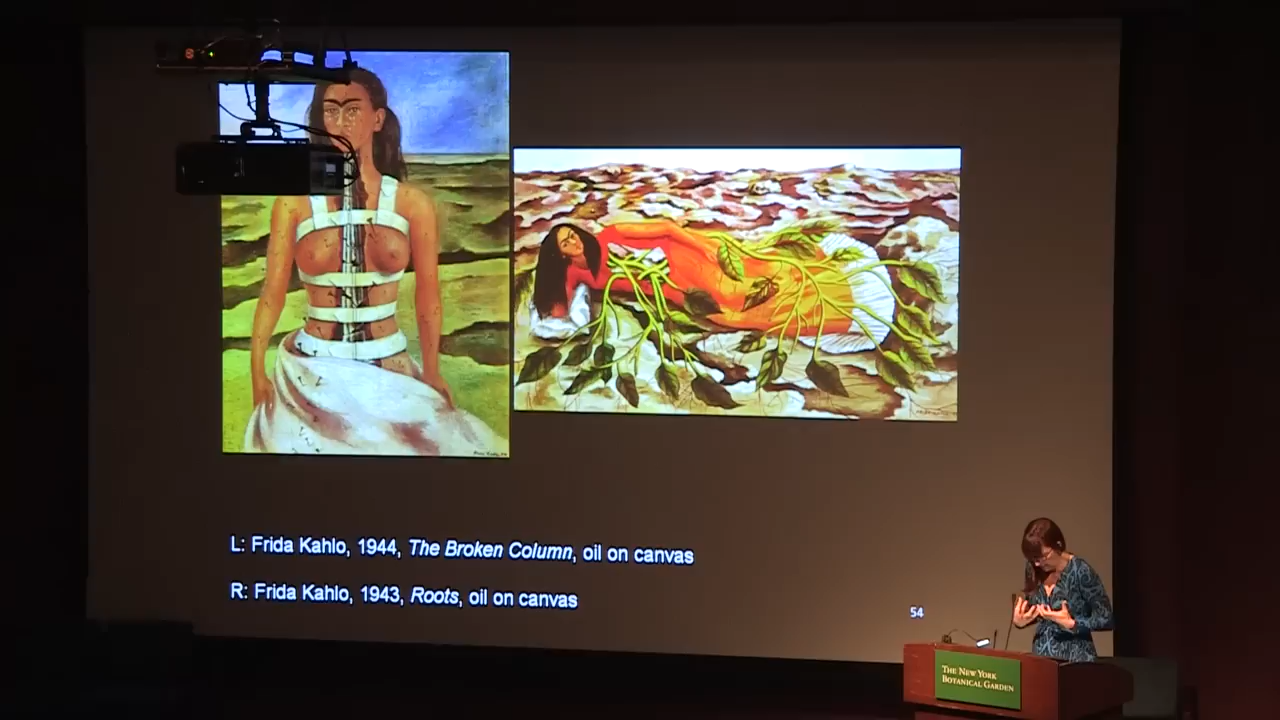 L: Frida Kahlo, 1944, The Broken Column, oil on canvas
R: Frida Kahlo, 1943, Roots, oil on canvas
54
THE NEW YORK
BOTANICAL GARDEN